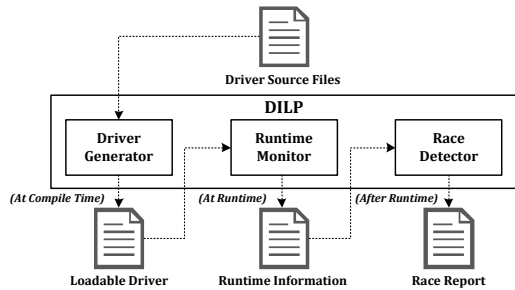 Driver Source Files
DILP
Driver
Generator
Runtime
Monitor
Race
Detector
(At Compile Time)
(At Runtime)
(After Runtime)
Loadable Driver
Runtime Information
Race Report